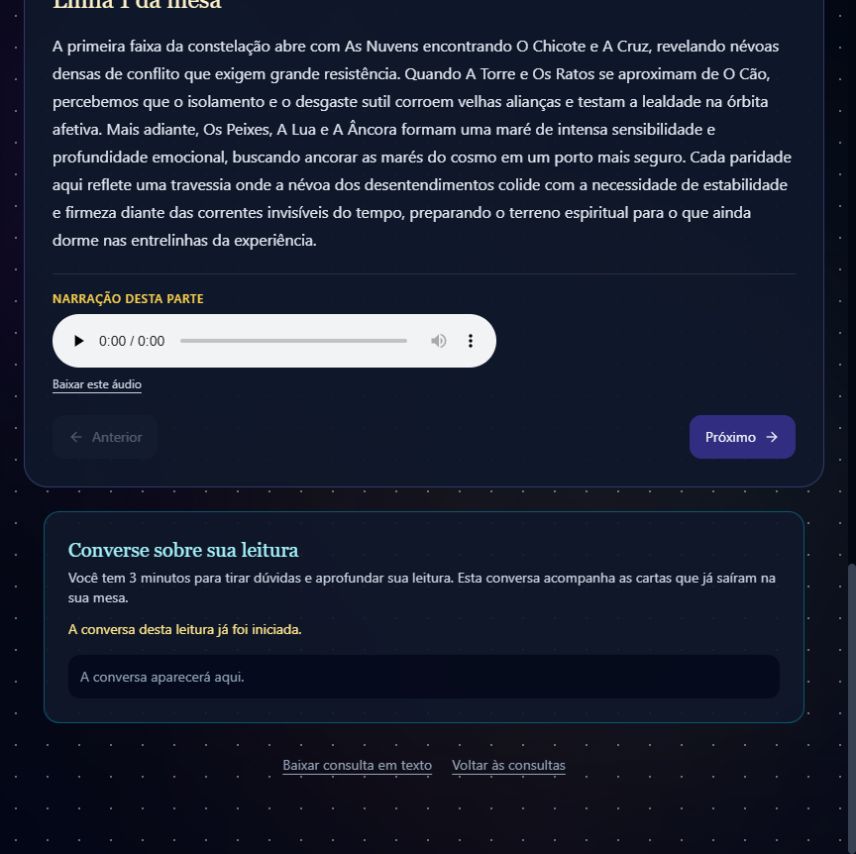 Linha 1 da mesa
A primeira faixa da constelação abre com As Nuvens encontrando O Chicote e A Cruz, revelando névoas
densas de conflito que exigem grande resistência. Quando A Torre e Os Ratos se aproximam de O Cão,
percebemos que o isolamento e o desgaste sutil corroem velhas alianças e testam a lealdade na órbita
afetiva. Mais adiante, Os Peixes, A Lua e A Âncora formam uma maré de intensa sensibilidade e
profundidade emocional, buscando ancorar as marés do cosmo em um porto mais seguro. Cada paridade
aqui reflete uma travessia onde a névoa dos desentendimentos colide com a necessidade de estabilidade
e firmeza diante das correntes invisíveis do tempo, preparando o terreno espiritual para o que ainda
dorme nas entrelinhas da experiência.
NARRAÇÃO DESTA PARTE
0:00 / 0:00
Baixar este áudio
← Anterior
Próximo →
Converse sobre sua leitura
Você tem 3 minutos para tirar dúvidas e aprofundar sua leitura. Esta conversa acompanha as cartas que já saíram na
sua mesa.
A conversa desta leitura já foi iniciada.
A conversa aparecerá aqui.
Baixar consulta em texto
Voltar às consultas